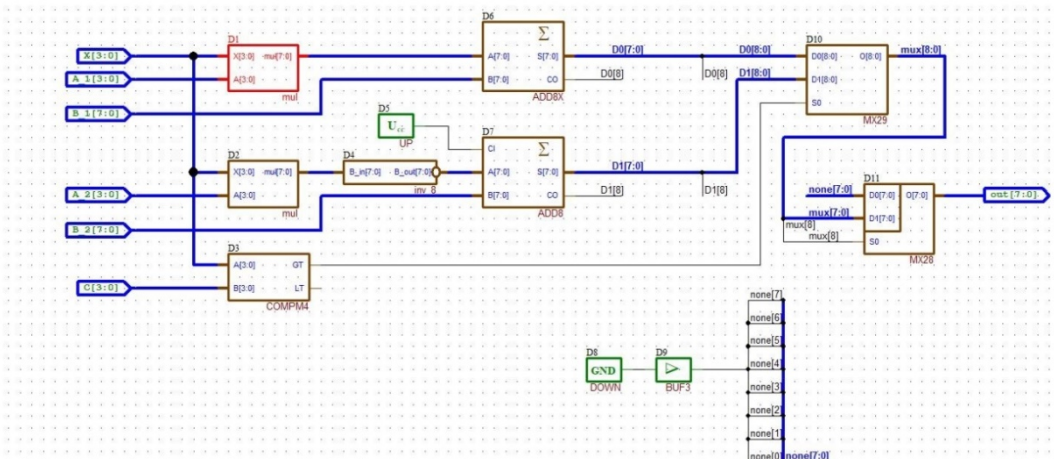 D6
D1
Σ
D10
X[3:0]
X[3:0] mul[7:0]
A[7:0] S[7:0]
D0[7:0]
D0[8:0]
D0[8:0] O[8:0]
mux[8:0]
A_1[3:0]
A[3:0]
B[7:0] CO
D0[8]
D0[8]
D1[8:0]
D1[8:0]
mul
ADD8X
S0
B_1[7:0]
D5
MX29
Ucc
UP
D7
CI
Σ
D2
D4
X[3:0] mul[7:0]
B_in[7:0] B_out[7:0]
A[7:0] S[7:0]
D1[7:0]
D11
inv_8
none[7:0]
D0[7:0] O[7:0]
out[7:0]
A_2[3:0]
A[3:0]
B[7:0] CO
D1[8]
D1[8]
mul
ADD8
mux[7:0]
D1[7:0]
mux[8]
B_2[7:0]
mux[8]
S0
D3
MX28
A[3:0] GT
C[3:0]
B[3:0] LT
COMPM4
none[7]
none[6]
none[5]
D8
D9
none[4]
GND
DOWN
BUF3
none[3]
none[2]
none[1]
none[0]
none[7:0]